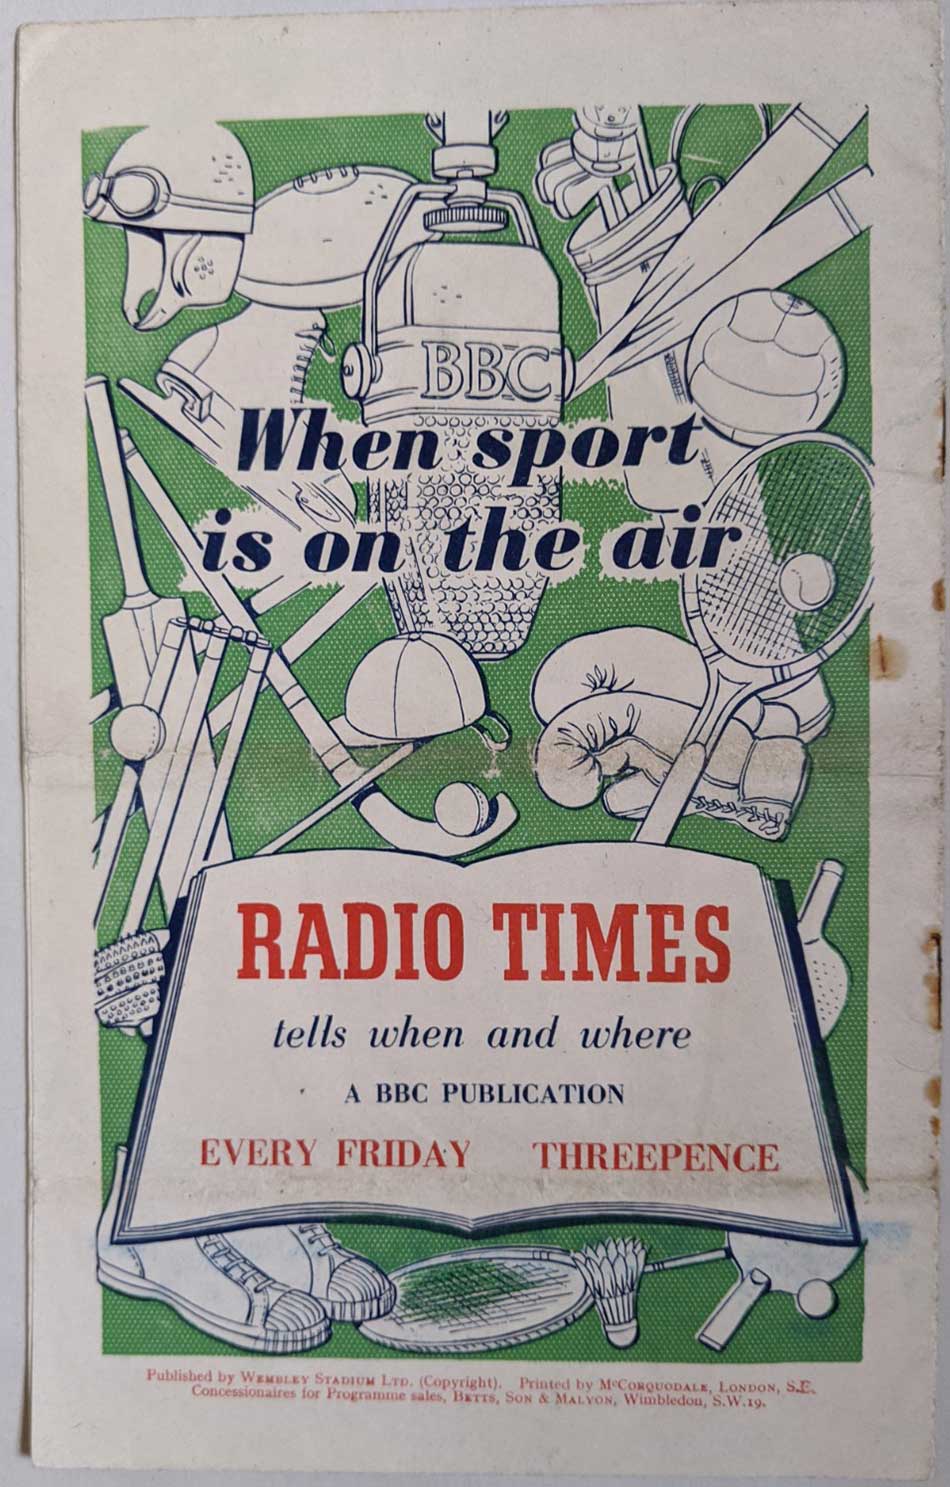 BBC
When sport
is on the air
RADIO TIMES
tells when and where
A BBC PUBLICATION
EVERY FRIDAY THREEPENCE
Published by WEMBLEY STADIUM LTD. (Copyright). Printed by McCORQUODALE, LONDON, S.E.
Concessionaires for Programme sales, BETTS, SON & MALYON, Wimbledon, S.W.19.